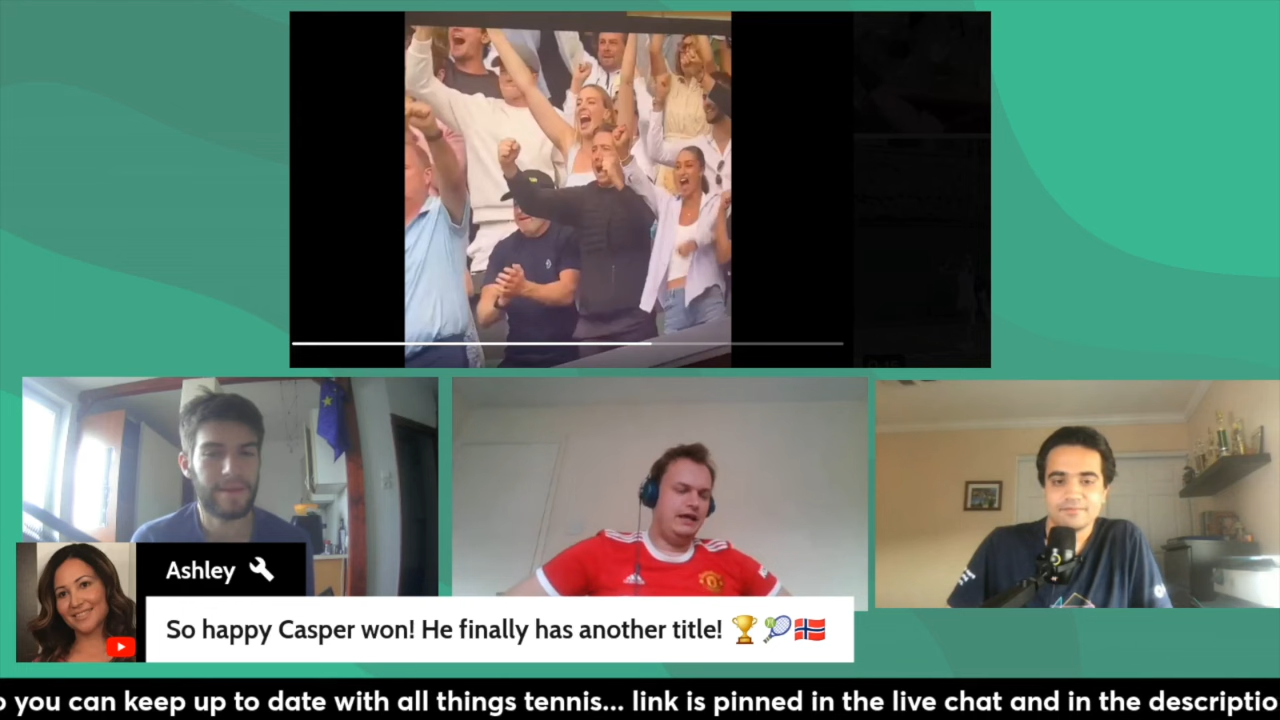 Ashley
So happy Casper won! He finally has another title! 🏆🎾🇳🇴
you can keep up to date with all things tennis... link is pinned in the live chat and in the